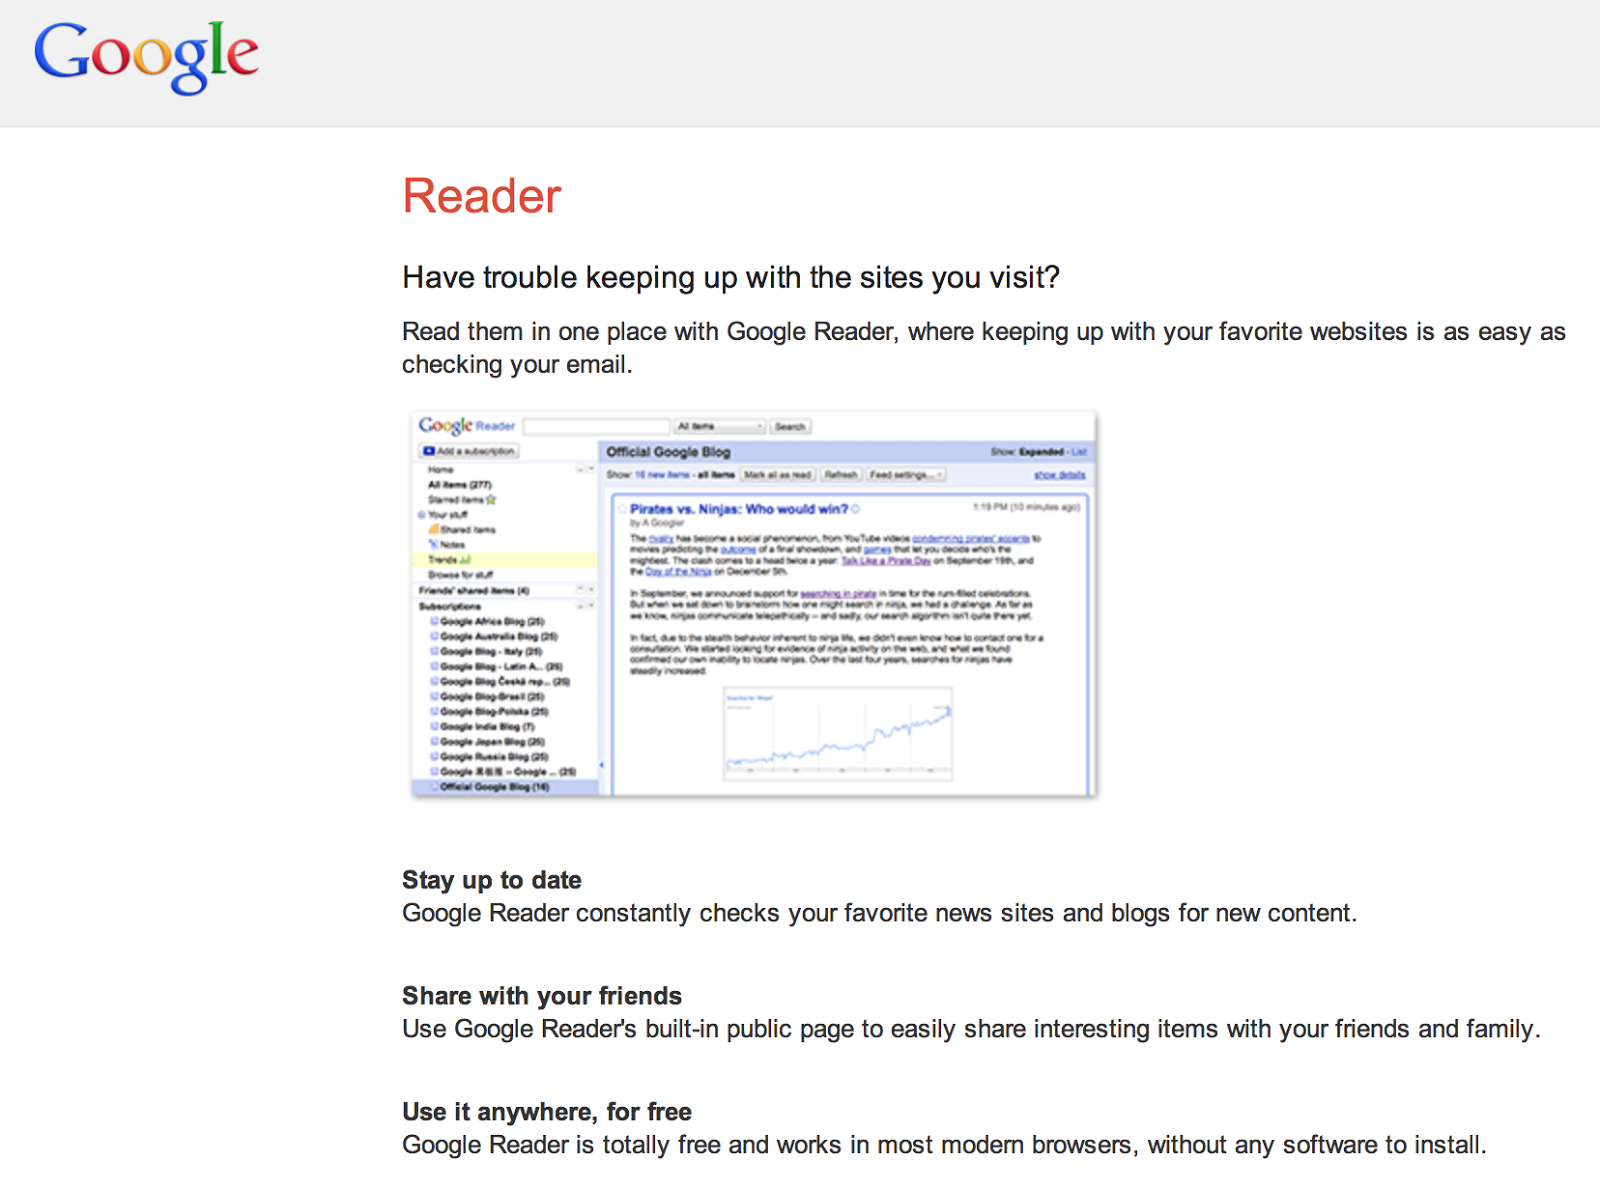 Google
Reader
Have trouble keeping up with the sites you visit?
Read them in one place with Google Reader, where keeping up with your favorite websites is as easy as
checking your email.
Google Reader All items Search
Add a subscription
Official Google Blog Show: Expanded - List
Home
Show: 16 new items - all items Mark all as read Refresh Feed settings... show details
All items (277)
Starred items
Your stuff
Shared items
Notes
Trends
Browse for stuff
Friends' shared items (4)
Subscriptions
Google Africa Blog (25)
Google Australia Blog (25)
Google Blog - Italy (25)
Google Blog - Latin A... (25)
Google Blog Česká rep... (25)
Google Blog-Brasil (25)
Google Blog-Polska (25)
Google India Blog (7)
Google Japan Blog (25)
Google Russia Blog (25)
Google – Google ... (25)
Official Google Blog (16)
Pirates vs. Ninjas: Who would win? 1:19 PM (10 minutes ago)
by A Googler
The rivalry has become a social phenomenon, from YouTube videos condemning pirates' accents to
movies predicting the outcome of a final showdown, and games that let you decide who's the
mightiest. The clash comes to a head twice a year: Talk Like a Pirate Day on September 19th, and
the Day of the Ninja on December 5th.
In September, we announced support for searching in pirate in time for the rum-filled celebrations.
But when we sat down to brainstorm how one might search in ninja, we had a challenge. As far as
we know, ninjas communicate telepathically – and sadly, our search algorithm isn't quite there yet.
In fact, due to the stealth behavior inherent to ninja life, we didn't even know how to contact one for a
consultation. We started looking for evidence of ninja activity on the web, and what we found
confirmed our own inability to locate ninjas. Over the last four years, searches for ninjas have
steadily increased:
Stay up to date
Google Reader constantly checks your favorite news sites and blogs for new content.
Share with your friends
Use Google Reader's built-in public page to easily share interesting items with your friends and family.
Use it anywhere, for free
Google Reader is totally free and works in most modern browsers, without any software to install.